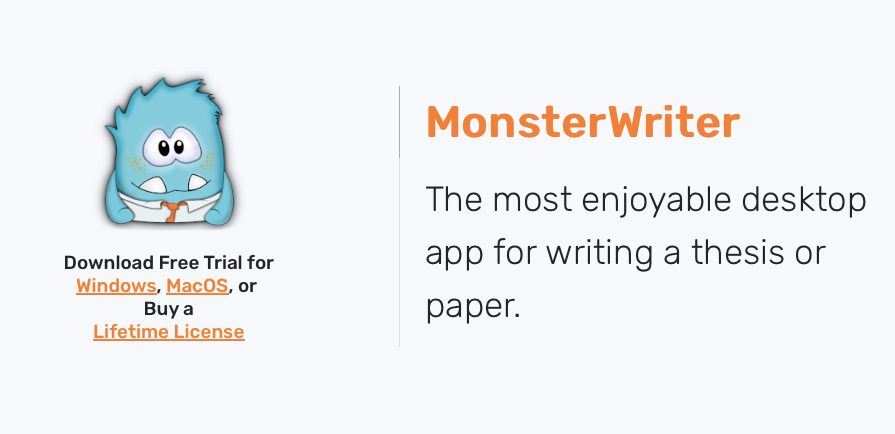 Download Free Trial for
Windows, MacOS, or
Buy a
Lifetime License
MonsterWriter
The most enjoyable desktop
app for writing a thesis or
paper.